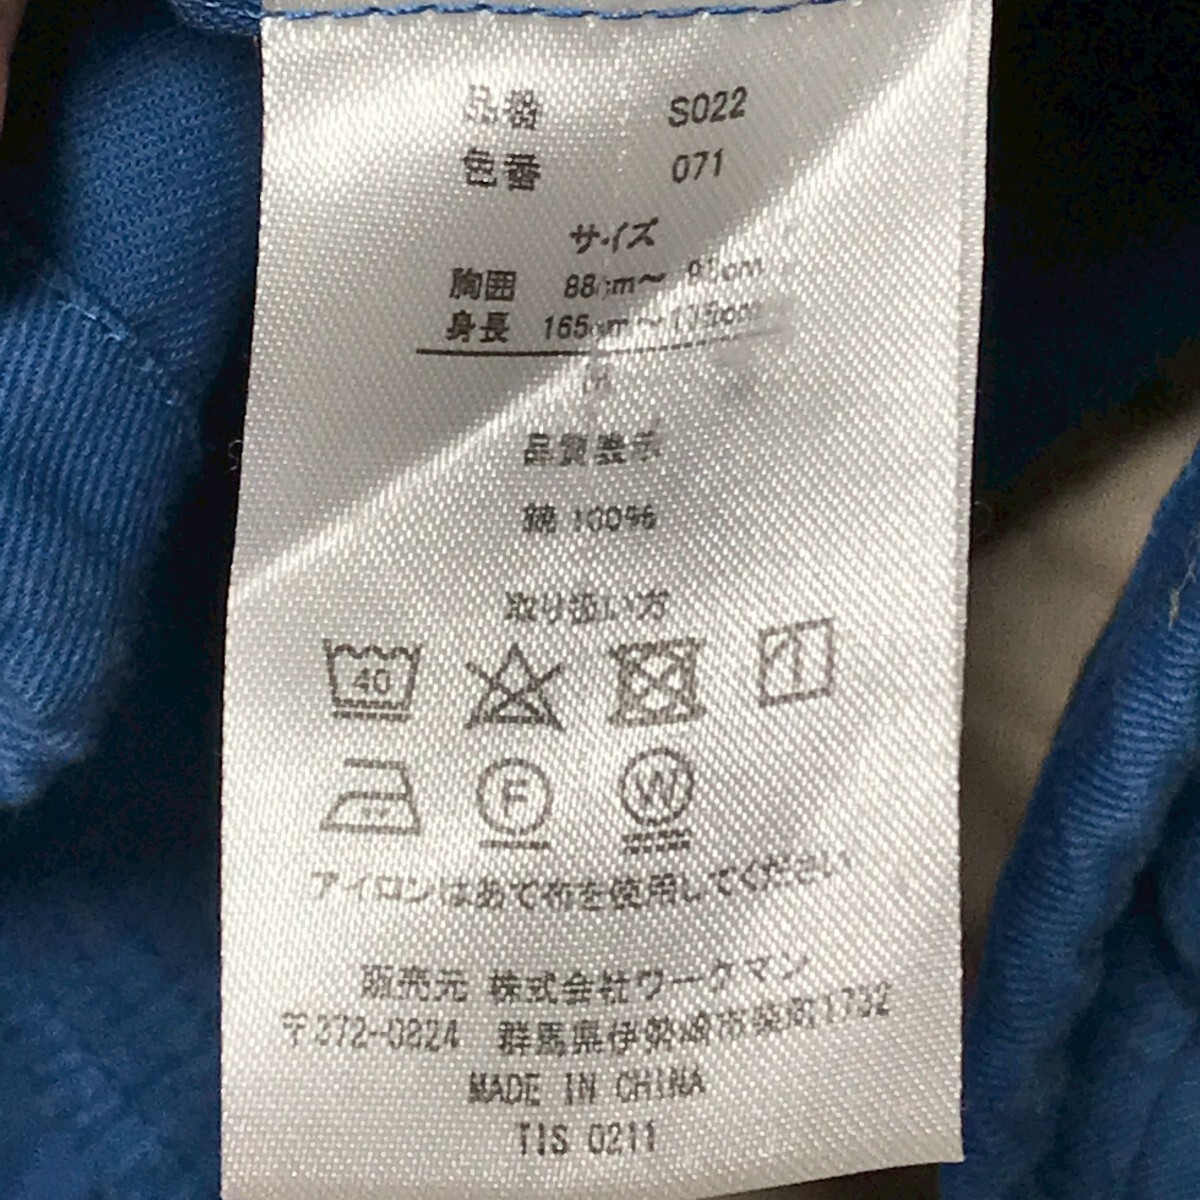 品番 S022
色番 071
サイズ
胸囲 88cm〜 cm
身長 165cm〜175cm
M
品質表示
綿 100%
取り扱い方
40
F W
アイロンはあて布を使用してください
販売元 株式会社ワークマン
〒372-0824 群馬県伊勢崎市柴町1732
MADE IN CHINA
TIS 0211